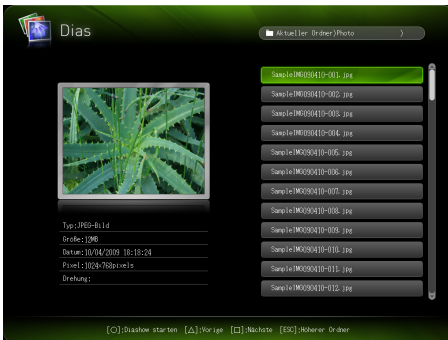 Dias
Aktueller Ordner)Photo
SampleIMG090410-001.jpg
SampleIMG090410-002.jpg
SampleIMG090410-003.jpg
SampleIMG090410-004.jpg
SampleIMG090410-005.jpg
SampleIMG090410-006.jpg
SampleIMG090410-007.jpg
SampleIMG090410-008.jpg
SampleIMG090410-009.jpg
SampleIMG090410-010.jpg
SampleIMG090410-011.jpg
SampleIMG090410-012.jpg
Typ:JPEG-Bild
Größe:12MB
Datum:10/04/2009 18:18:24
Pixel:1024×768pixels
Drehung:
[○]:Diashow starten [△]:Vorige [□]:Nächste [ESC]:Höherer Ordner